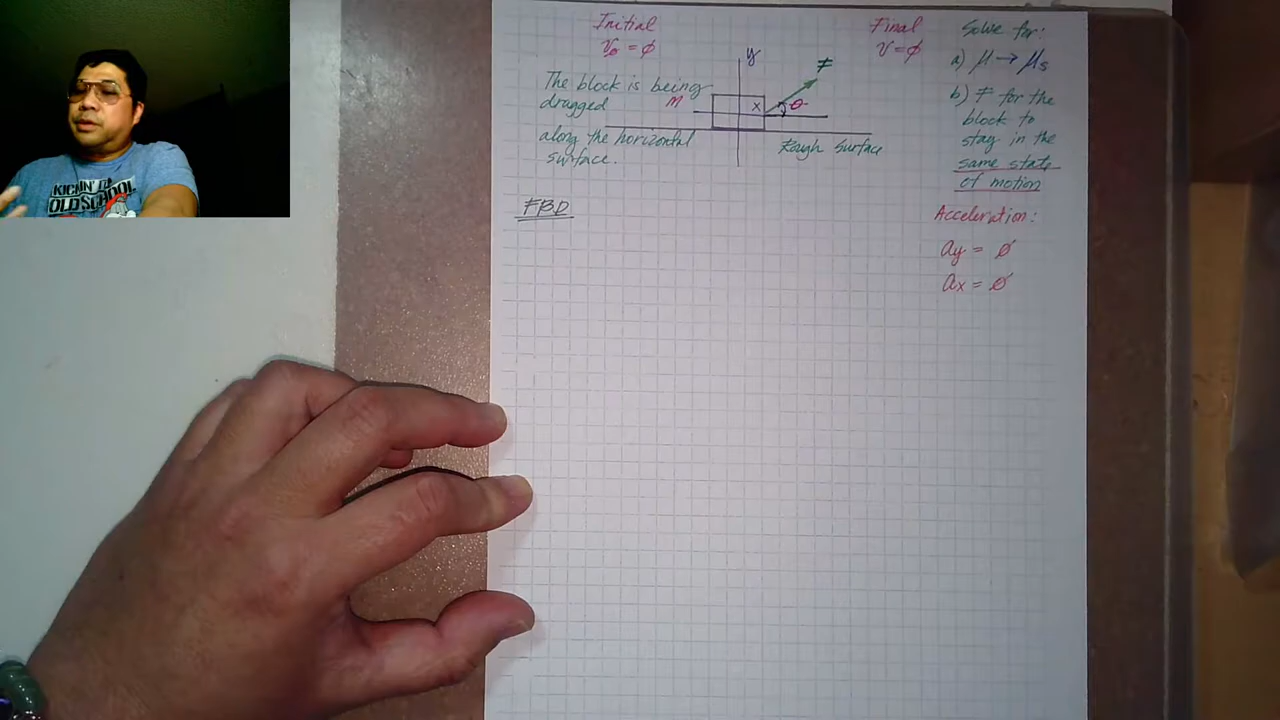 Initial
v₀ = φ
Final
v = φ
Solve for:
a) μ → μs
b) F for the
block to
stay in the
same state
of motion
The block is being
dragged
along the horizontal
surface.
M
y
x
F
θ
Rough Surface
FBD
Acceleration:
ay = φ
ax = φ
KICKIN' IT
OLD SCHOOL